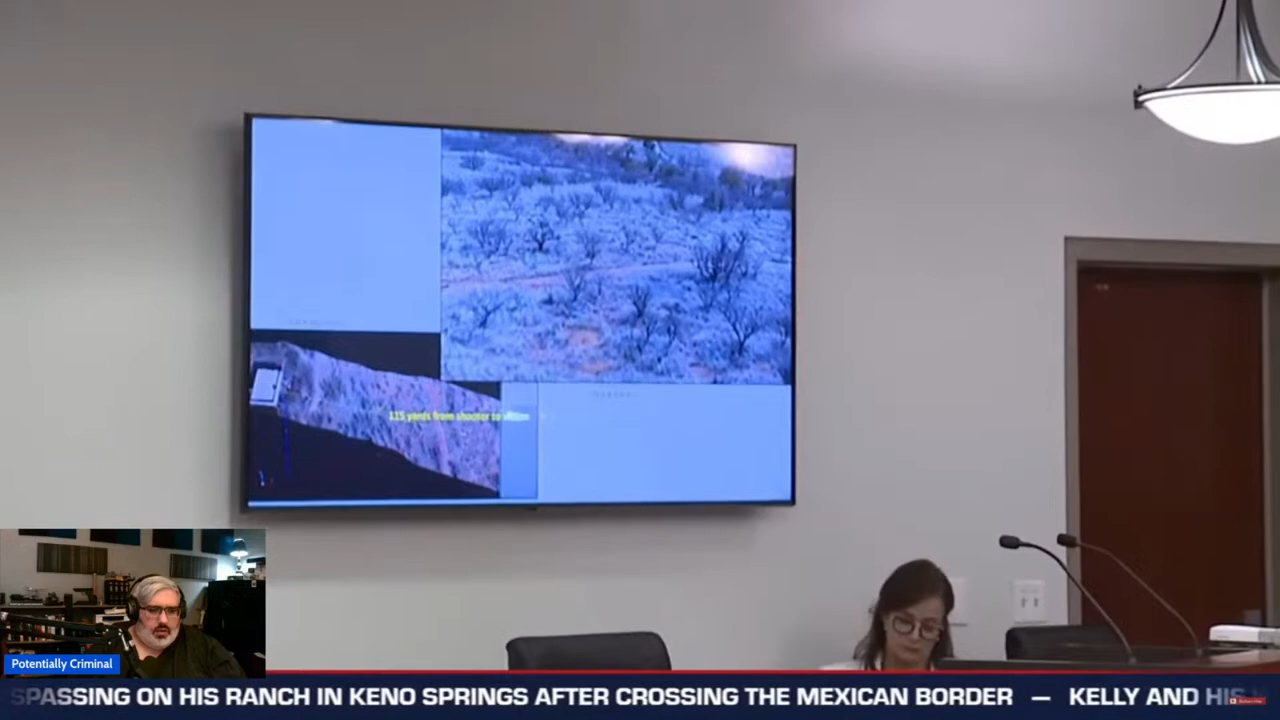 115 yards from shooter to victim
Potentially Criminal
SPASSING ON HIS RANCH IN KENO SPRINGS AFTER CROSSING THE MEXICAN BORDER — KELLY AND HIS